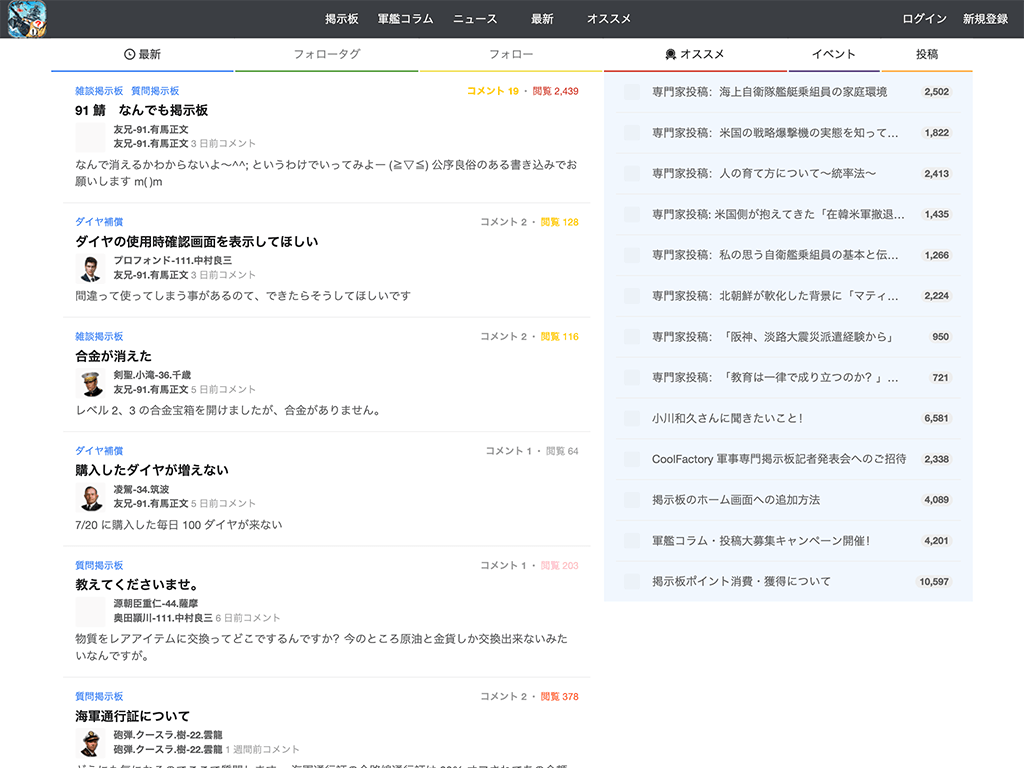 掲示板 軍艦コラム ニュース 最新 オススメ ログイン 新規登録
最新 フォロータグ フォロー オススメ イベント 投稿
雑談掲示板 質問掲示板 コメント 19 ・ 閲覧 2,439
91 鯖　なんでも掲示板
友兄-91.有馬正文
友兄-91.有馬正文 3 日前コメント
なんで消えるかわからないよ〜^^; というわけでいってみよー (≧▽≦) 公序良俗のある書き込みでお
願いします m( )m
ダイヤ補償 コメント 2 ・ 閲覧 128
ダイヤの使用時確認画面を表示してほしい
プロフォンド-111.中村良三
友兄-91.有馬正文 3 日前コメント
間違って使ってしまう事があるので、できたらそうしてほしいです
雑談掲示板 コメント 2 ・ 閲覧 116
合金が消えた
剣聖.小滝-36.千歳
友兄-91.有馬正文 5 日前コメント
レベル 2、3 の合金宝箱を開けましたが、合金がありません。
ダイヤ補償 コメント 1 ・ 閲覧 64
購入したダイヤが増えない
凌駕-34.筑波
友兄-91.有馬正文 5 日前コメント
7/20 に購入した毎日 100 ダイヤが来ない
質問掲示板 コメント 1 ・ 閲覧 203
教えてくださいませ。
源朝臣重仁-44.薩摩
奥田顕川-111.中村良三 6 日前コメント
物質をレアアイテムに交換ってどこでするんですか？ 今のところ原油と金貨しか交換出来ないみた
いなんですが。
質問掲示板 コメント 2 ・ 閲覧 378
海軍通行証について
砲弾.クースラ.樹-22.雲龍
砲弾.クースラ.樹-22.雲龍 1 週間前コメント
専門家投稿：海上自衛隊艦艇乗組員の家庭環境 2,502
専門家投稿：米国の戦略爆撃機の実態を知って... 1,822
専門家投稿：人の育て方について〜統率法〜 2,413
専門家投稿: 米国側が抱えてきた「在韓米軍撤退... 1,435
専門家投稿：私の思う自衛艦乗組員の基本と伝... 1,266
専門家投稿：北朝鮮が軟化した背景に「マティ... 2,224
専門家投稿：「阪神、淡路大震災派遣経験から」 950
専門家投稿：「教育は一律で成り立つのか？」... 721
小川和久さんに聞きたいこと！ 6,581
CoolFactory 軍事専門掲示板記者発表会へのご招待 2,338
掲示板のホーム画面への追加方法 4,089
軍艦コラム・投稿大募集キャンペーン開催！ 4,201
掲示板ポイント消費・獲得について 10,597